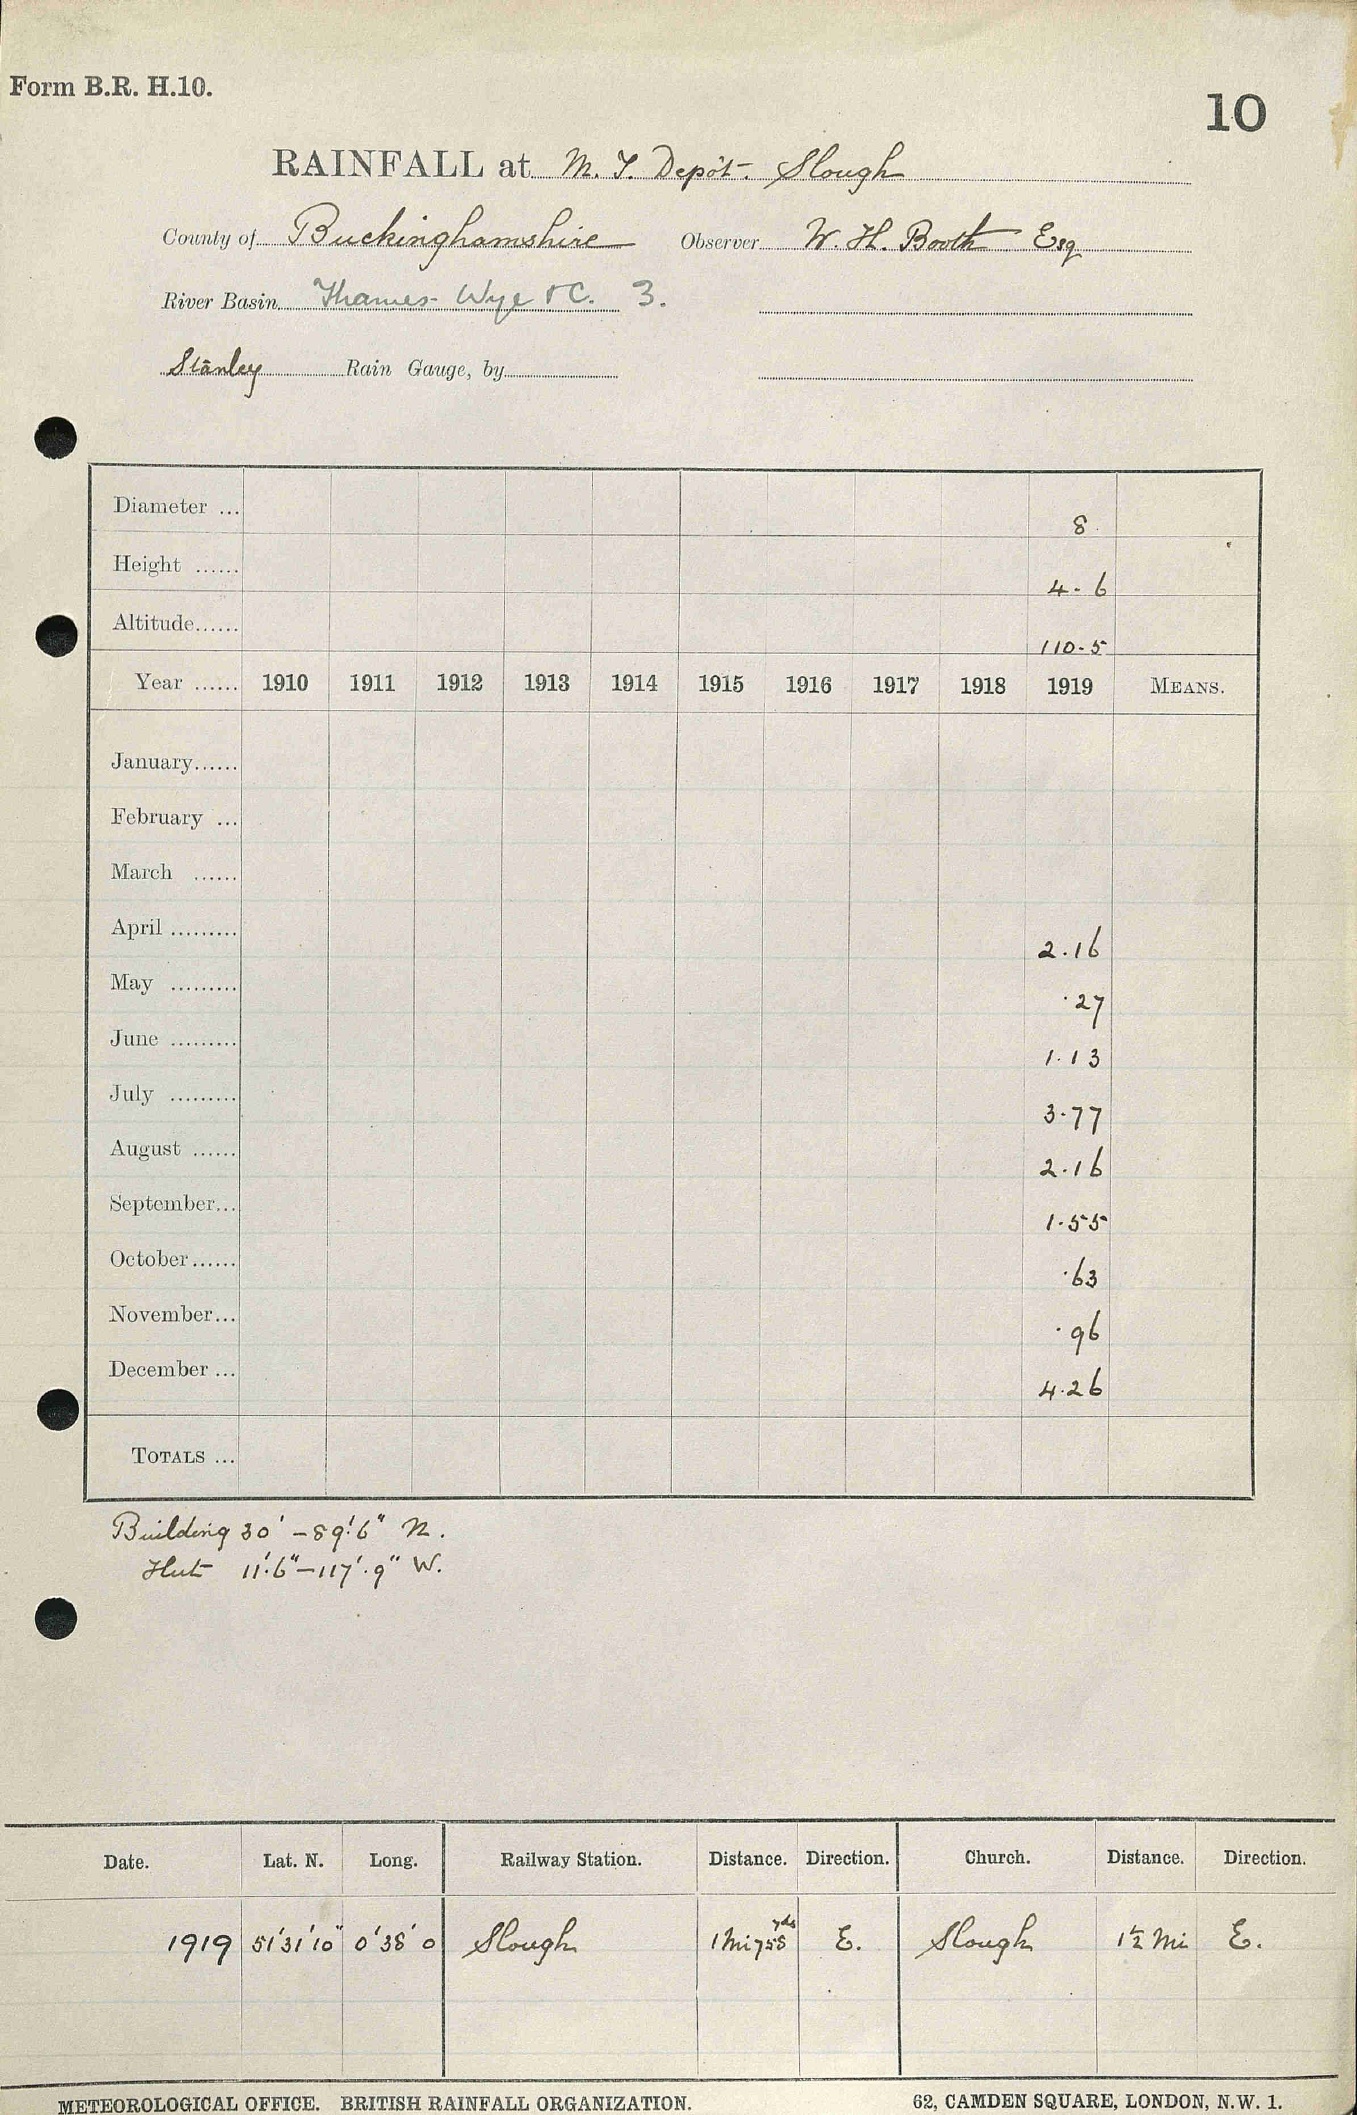 Form B.R. H.10.
10
RAINFALL at M. T. Depôt. Slough
County of Buckinghamshire Observer W. H. Booth Esq
River Basin Thames- Wye &C. 3.
Stanley Rain Gauge, by
Diameter ... 8
Height ...... 4-6
Altitude...... 110-5
Year ...... 1910 1911 1912 1913 1914 1915 1916 1917 1918 1919 MEANS.
January......
February ...
March ......
April ......... 2.16
May ......... .27
June ......... 1.13
July ......... 3.77
August ...... 2.16
September... 1.55
October...... .63
November... .96
December ... 4.26
TOTALS ...
Building 30' - 89'.6" N.
Hut 11'.6" - 117'.9" W.
Date. Lat. N. Long. Railway Station. Distance. Direction. Church. Distance. Direction.
1919 51'31'10" 0'38'0 Slough 1 Mi 758 yds E. Slough 1½ Mi E.
METEOROLOGICAL OFFICE. BRITISH RAINFALL ORGANIZATION. 62, CAMDEN SQUARE, LONDON, N.W. 1.